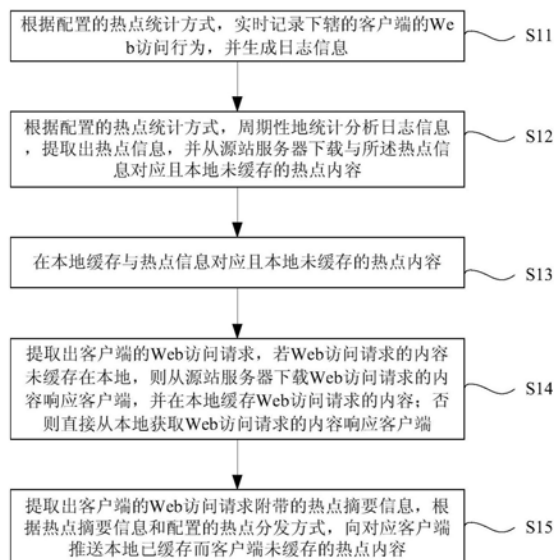 根据配置的热点统计方式，实时记录下辖的客户端的We
b访问行为，并生成日志信息
S11
根据配置的热点统计方式，周期性地统计分析日志信息
，提取出热点信息，并从源站服务器下载与所述热点信
息对应且本地未缓存的热点内容
S12
在本地缓存与热点信息对应且本地未缓存的热点内容
S13
提取出客户端的Web访问请求，若Web访问请求的内容
未缓存在本地，则从源站服务器下载Web访问请求的内
容响应客户端，并在本地缓存Web访问请求的内容；否
则直接从本地获取Web访问请求的内容响应客户端
S14
提取出客户端的Web访问请求附带的热点摘要信息，根
据热点摘要信息和配置的热点分发方式，向对应客户端
推送本地已缓存而客户端未缓存的热点内容
S15